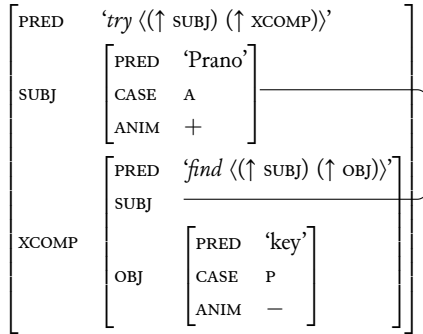 PRED ‘try ⟨(↑ SUBJ) (↑ XCOMP)⟩’
PRED ‘Prano’
SUBJ CASE A
ANIM +
PRED ‘find ⟨(↑ SUBJ) (↑ OBJ)⟩’
SUBJ
XCOMP PRED ‘key’
OBJ CASE P
ANIM −